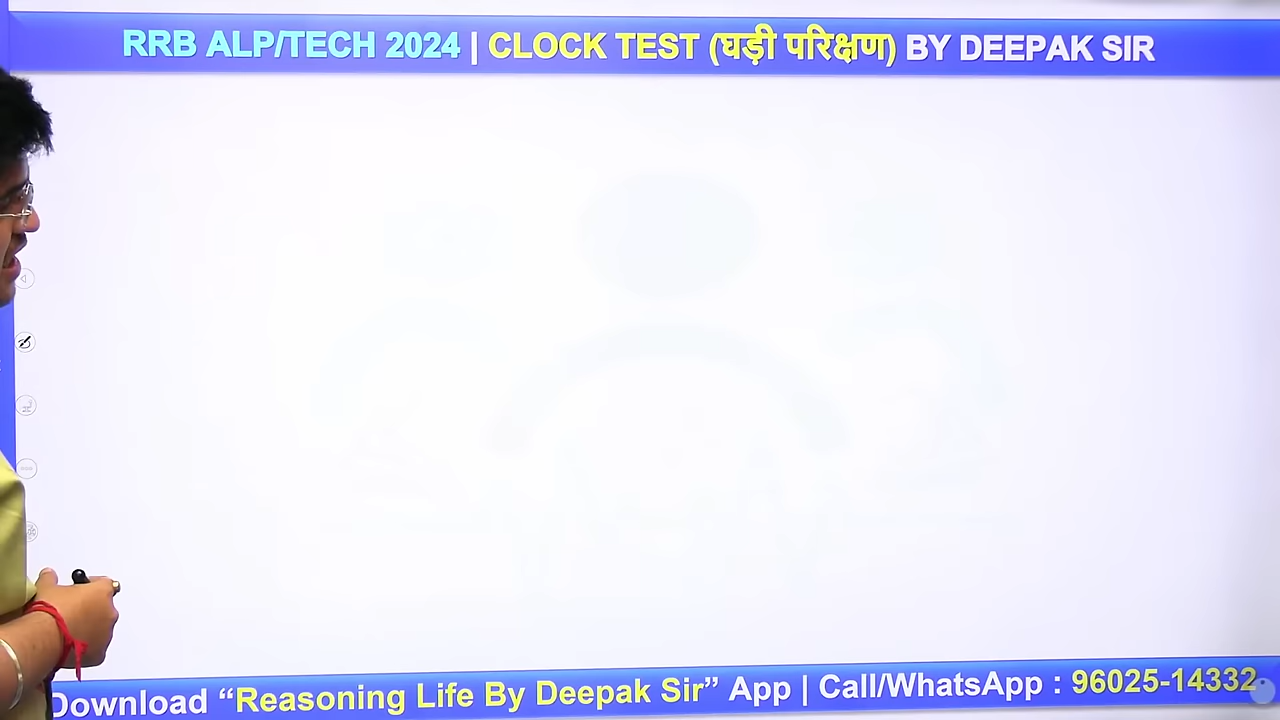 RRB ALP/TECH 2024 | CLOCK TEST (घड़ी परिक्षण) BY DEEPAK SIR
Download “Reasoning Life By Deepak Sir” App | Call/WhatsApp : 96025-14332